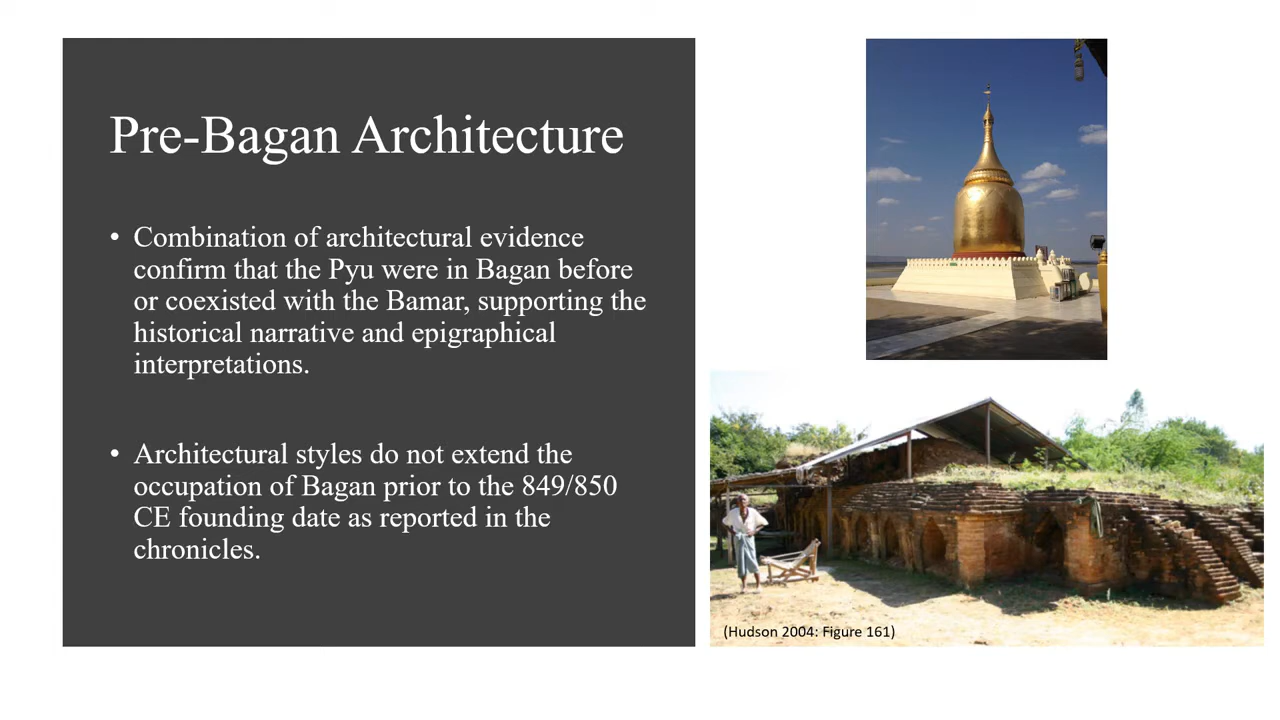 Pre-Bagan Architecture
• Combination of architectural evidence
confirm that the Pyu were in Bagan before
or coexisted with the Bamar, supporting the
historical narrative and epigraphical
interpretations.
• Architectural styles do not extend the
occupation of Bagan prior to the 849/850
CE founding date as reported in the
chronicles.
(Hudson 2004: Figure 161)